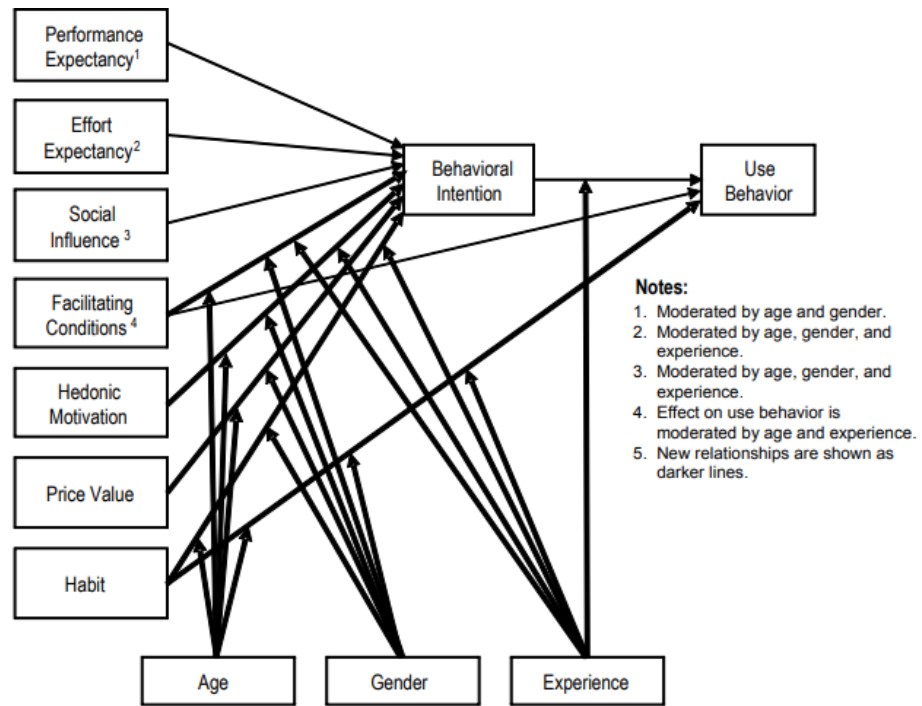 Performance
Expectancy1
Effort
Expectancy2
Social
Influence 3
Facilitating
Conditions 4
Hedonic
Motivation
Price Value
Habit
Behavioral
Intention
Use
Behavior
Notes:
1. Moderated by age and gender.
2. Moderated by age, gender, and
experience.
3. Moderated by age, gender, and
experience.
4. Effect on use behavior is
moderated by age and experience.
5. New relationships are shown as
darker lines.
Age
Gender
Experience